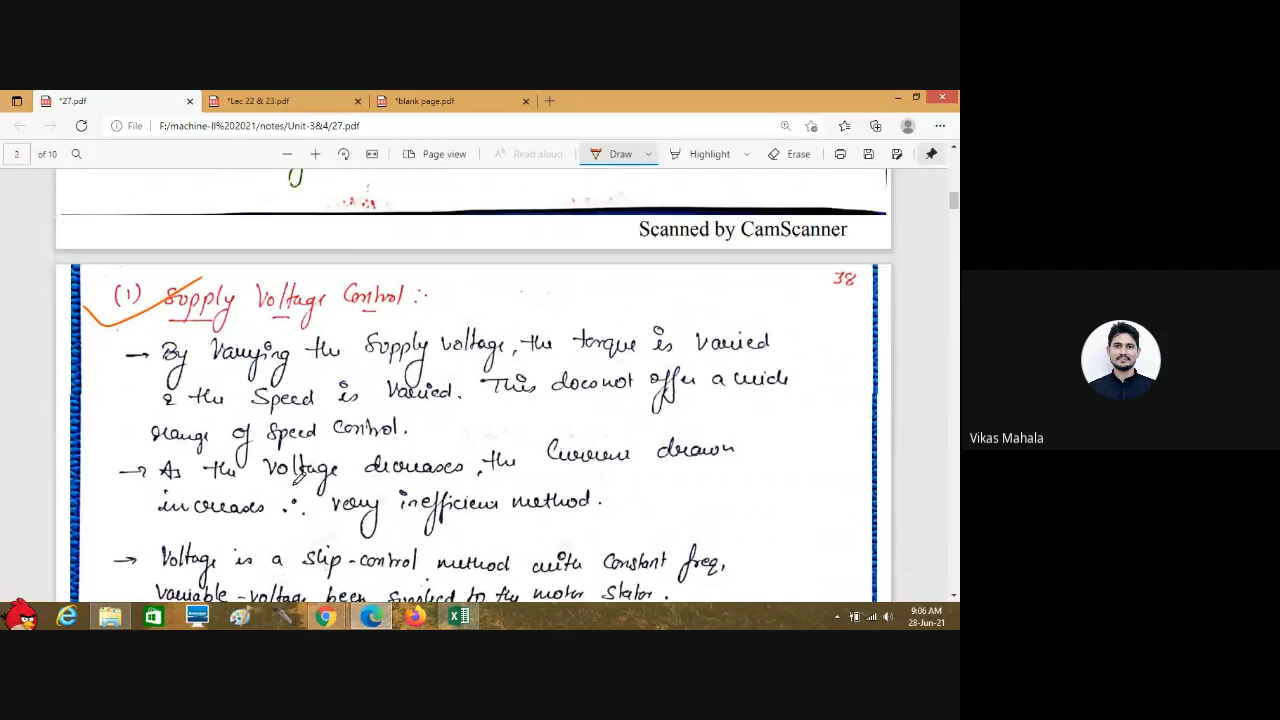 *27.pdf
*Lec 22 & 23.pdf
*blank page.pdf
File F:/machine-II%202021/notes/Unit-3&4/27.pdf
2 of 10 Page view Read aloud Draw Highlight Erase
Scanned by CamScanner
38
(1) Supply Voltage Control :-
→ By Varying the Supply voltage, the torque is varied
& the Speed is Varied. This does not offer a wide
range of Speed Control.
→ As the Voltage decreases, the Current drawn
increases ∴ very inefficient method.
→ Voltage is a slip-control method with constant freq,
variable-voltage been supplied to the motor stator.
9:06 AM
28-Jun-21
Vikas Mahala